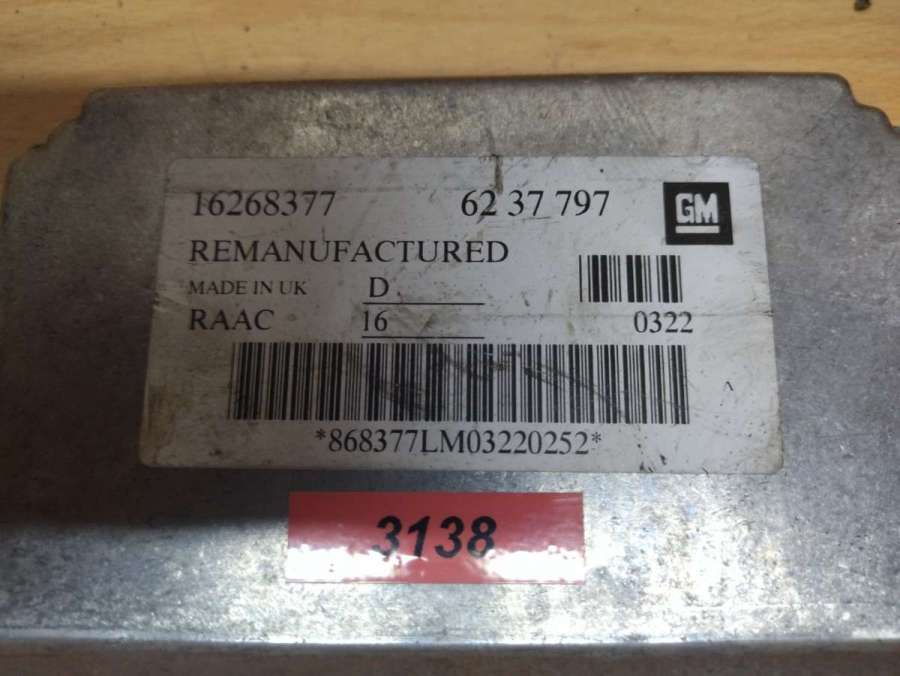 16268377 62 37 797 GM
REMANUFACTURED
MADE IN UK D
RAAC 16 0322
A
*868377LM03220252*
3138